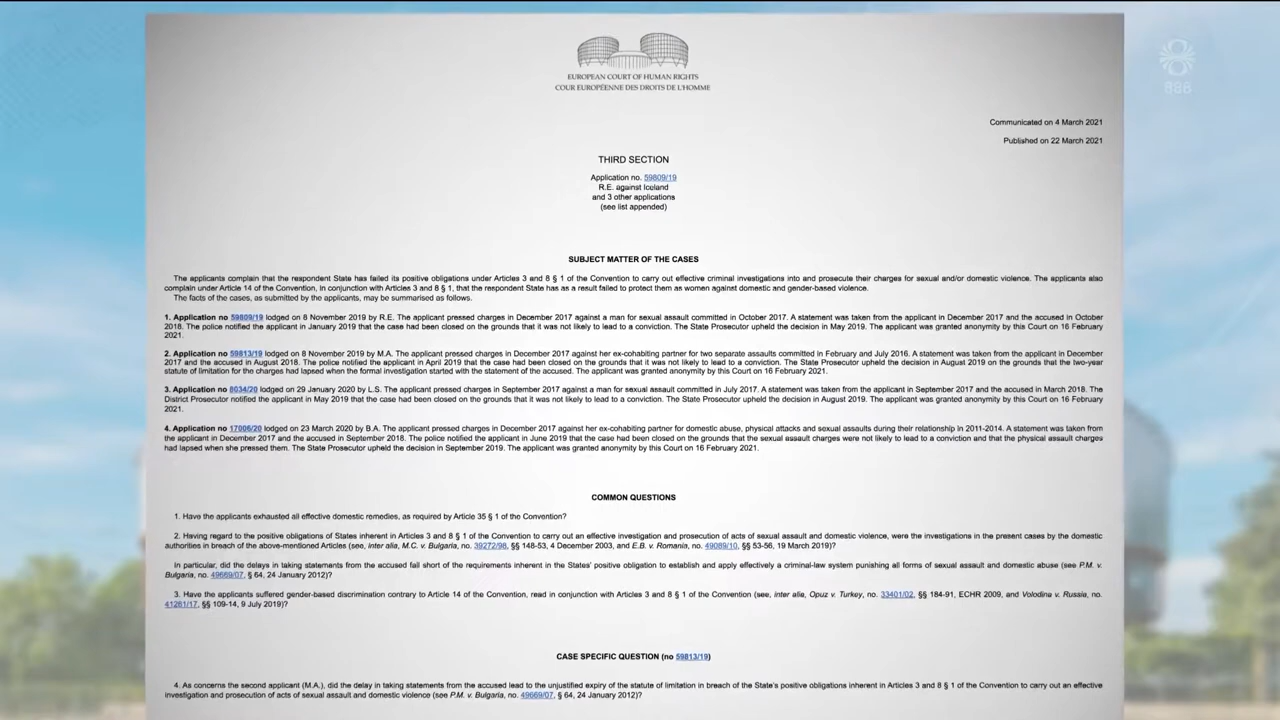 EUROPEAN COURT OF HUMAN RIGHTS
COUR EUROPÉENNE DES DROITS DE L'HOMME
888
Communicated on 4 March 2021
Published on 22 March 2021
THIRD SECTION
Application no. 59809/19
R.E. against Iceland
and 3 other applications
(see list appended)
SUBJECT MATTER OF THE CASES
The applicants complain that the respondent State has failed its positive obligations under Articles 3 and 8 § 1 of the Convention to carry out effective criminal investigations into and prosecute their charges for sexual and/or domestic violence. The applicants also
complain under Article 14 of the Convention, in conjunction with Articles 3 and 8 § 1, that the respondent State has as a result failed to protect them as women against domestic and gender-based violence.
The facts of the cases, as submitted by the applicants, may be summarised as follows.
1. Application no 59809/19 lodged on 8 November 2019 by R.E. The applicant pressed charges in December 2017 against a man for sexual assault committed in October 2017. A statement was taken from the applicant in December 2017 and the accused in October
2018. The police notified the applicant in January 2019 that the case had been closed on the grounds that it was not likely to lead to a conviction. The State Prosecutor upheld the decision in May 2019. The applicant was granted anonymity by this Court on 16 February
2021.
2. Application no 59813/19 lodged on 8 November 2019 by M.A. The applicant pressed charges in December 2017 against her ex-cohabiting partner for two separate assaults committed in February and July 2016. A statement was taken from the applicant in December
2017 and the accused in August 2018. The police notified the applicant in April 2019 that the case had been closed on the grounds that it was not likely to lead to a conviction. The State Prosecutor upheld the decision in August 2019 on the grounds that the two-year
statute of limitation for the charges had lapsed when the formal investigation started with the statement of the accused. The applicant was granted anonymity by this Court on 16 February 2021.
3. Application no 8034/20 lodged on 29 January 2020 by L.S. The applicant pressed charges in September 2017 against a man for sexual assault committed in July 2017. A statement was taken from the applicant in September 2017 and the accused in March 2018. The
District Prosecutor notified the applicant in May 2019 that the case had been closed on the grounds that it was not likely to lead to a conviction. The State Prosecutor upheld the decision in August 2019. The applicant was granted anonymity by this Court on 16 February
2021.
4. Application no 17006/20 lodged on 23 March 2020 by B.A. The applicant pressed charges in December 2017 against her ex-cohabiting partner for domestic abuse, physical attacks and sexual assaults during their relationship in 2011-2014. A statement was taken from
the applicant in December 2017 and the accused in September 2018. The police notified the applicant in June 2019 that the case had been closed on the grounds that the sexual assault charges were not likely to lead to a conviction and that the physical assault charges
had lapsed when she pressed them. The State Prosecutor upheld the decision in September 2019. The applicant was granted anonymity by this Court on 16 February 2021.
COMMON QUESTIONS
1. Have the applicants exhausted all effective domestic remedies, as required by Article 35 § 1 of the Convention?
2. Having regard to the positive obligations of States inherent in Articles 3 and 8 § 1 of the Convention to carry out an effective investigation and prosecution of acts of sexual assault and domestic violence, were the investigations in the present cases by the domestic
authorities in breach of the above-mentioned Articles (see, inter alia, M.C. v. Bulgaria, no. 39272/98, §§ 148-53, 4 December 2003, and E.B. v. Romania, no. 49089/10, §§ 53-56, 19 March 2019)?
In particular, did the delays in taking statements from the accused fall short of the requirements inherent in the States' positive obligation to establish and apply effectively a criminal-law system punishing all forms of sexual assault and domestic abuse (see P.M. v.
Bulgaria, no. 49669/07, § 64, 24 January 2012)?
3. Have the applicants suffered gender-based discrimination contrary to Article 14 of the Convention, read in conjunction with Articles 3 and 8 § 1 of the Convention (see, inter alia, Opuz v. Turkey, no. 33401/02, §§ 184-91, ECHR 2009, and Volodina v. Russia, no.
41261/17, §§ 109-14, 9 July 2019)?
CASE SPECIFIC QUESTION (no 59813/19)
4. As concerns the second applicant (M.A.), did the delay in taking statements from the accused lead to the unjustified expiry of the statute of limitation in breach of the State's positive obligations inherent in Articles 3 and 8 § 1 of the Convention to carry out an effective
investigation and prosecution of acts of sexual assault and domestic violence (see P.M. v. Bulgaria, no. 49669/07, § 64, 24 January 2012)?